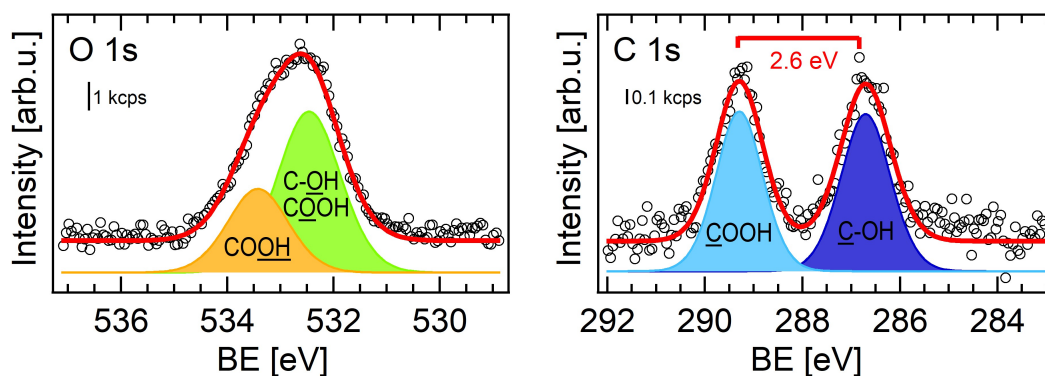 O 1s
1 kcps
C-OH
COOH
COOH
Intensity [arb.u.]
536
534
532
530
BE [eV]
C 1s
2.6 eV
0.1 kcps
COOH
C-OH
Intensity [arb.u.]
292
290
288
286
284
BE [eV]